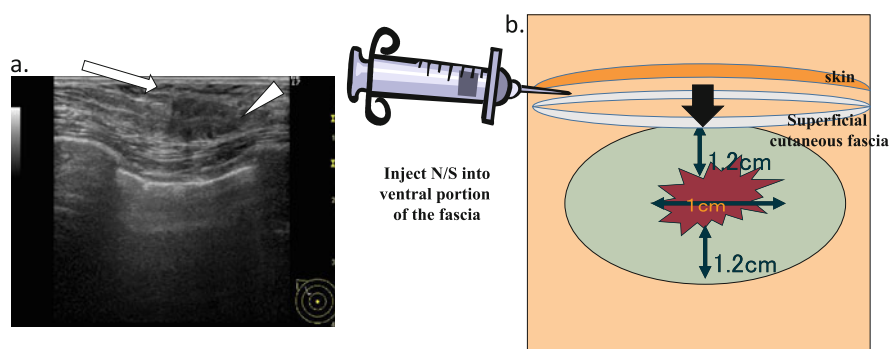 a.
b.
skin
Superficial
cutaneous fascia
Inject N/S into
ventral portion
of the fascia
1.2cm
1cm
1.2cm